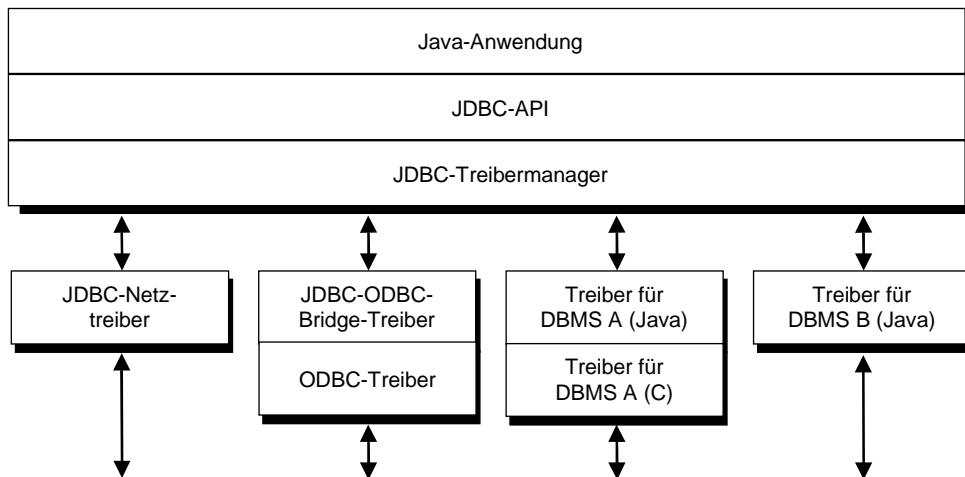 Java-Anwendung
JDBC-API
JDBC-Treibermanager
JDBC-Netz-
treiber
JDBC-ODBC-
Bridge-Treiber
ODBC-Treiber
Treiber für
DBMS A (Java)
Treiber für
DBMS A (C)
Treiber für
DBMS B (Java)